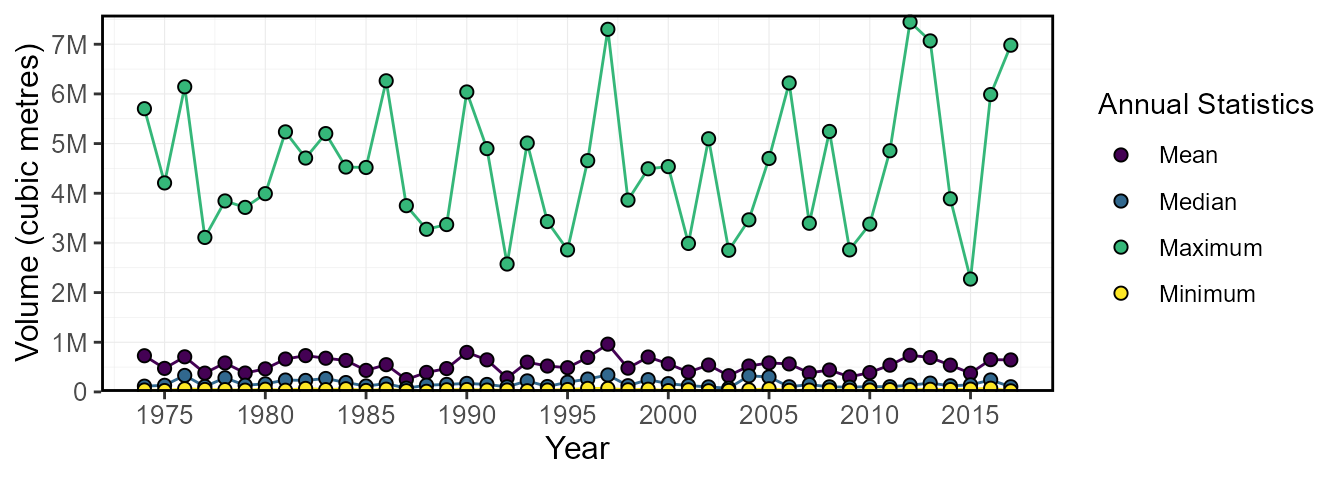 Volume (cubic metres)
7M
6M
5M
4M
3M
2M
1M
0
1975 1980 1985 1990 1995 2000 2005 2010 2015
Year
Annual Statistics
Mean
Median
Maximum
Minimum